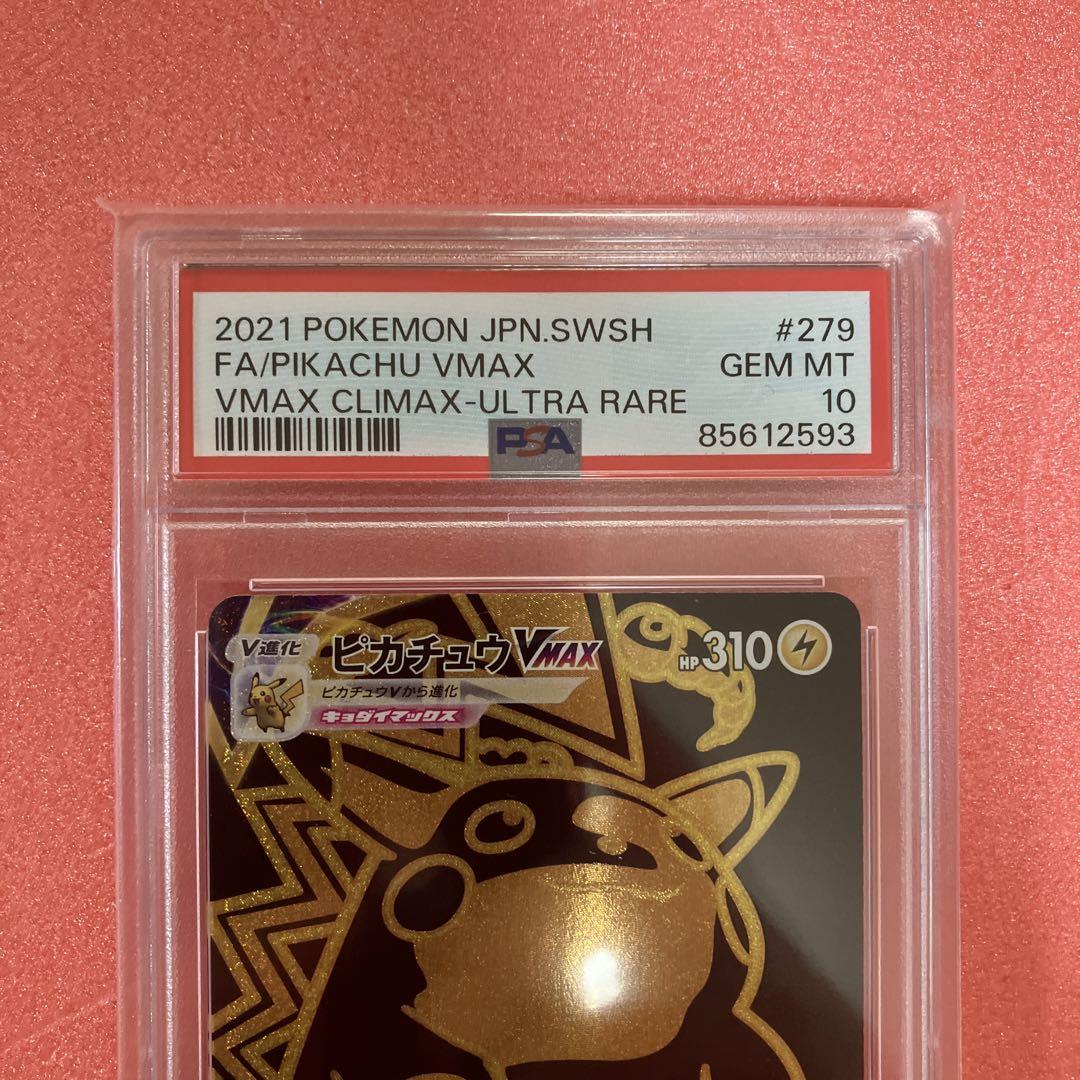 2021 POKEMON JPN.SWSH #279
FA/PIKACHU VMAX GEM MT
VMAX CLIMAX-ULTRA RARE 10
PSA 85612593
V進化 ピカチュウVMAX HP310
ピカチュウVから進化
キョダイマックス